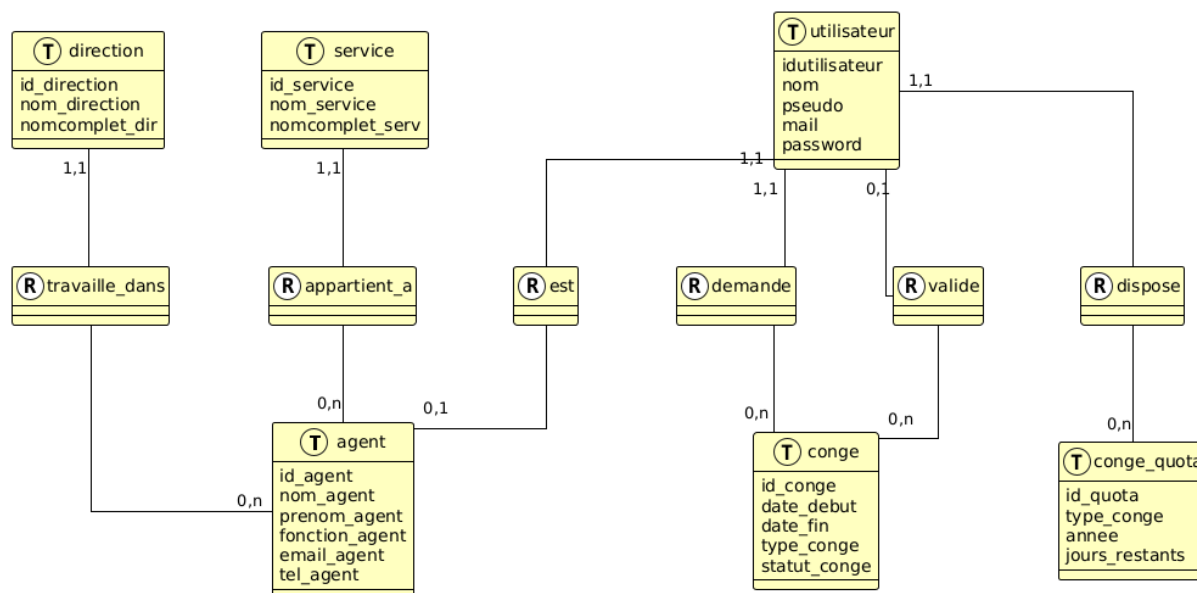 T direction
id_direction
nom_direction
nomcomplet_dir
T service
id_service
nom_service
nomcomplet_serv
T utilisateur
idutilisateur
nom
pseudo
mail
password
1,1
1,1
1,1
1,1
0,1
1,1
R travaille_dans
R appartient_a
R est
R demande
R valide
R dispose
0,n
0,1
0,n
0,n
0,n
0,n
T agent
id_agent
nom_agent
prenom_agent
fonction_agent
email_agent
tel_agent
T conge
id_conge
date_debut
date_fin
type_conge
statut_conge
T conge_quota
id_quota
type_conge
annee
jours_restants